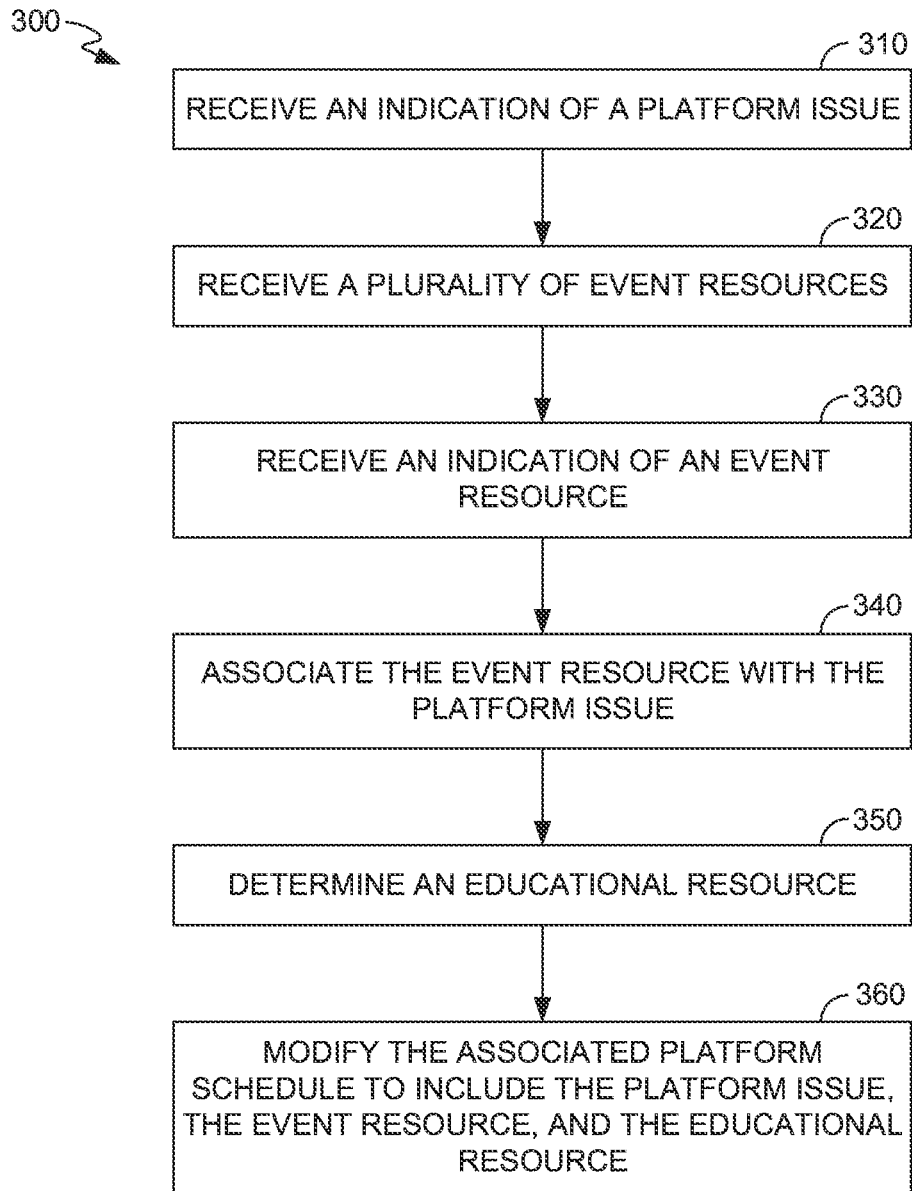 300
310
RECEIVE AN INDICATION OF A PLATFORM ISSUE
320
RECEIVE A PLURALITY OF EVENT RESOURCES
330
RECEIVE AN INDICATION OF AN EVENT
RESOURCE
340
ASSOCIATE THE EVENT RESOURCE WITH THE
PLATFORM ISSUE
350
DETERMINE AN EDUCATIONAL RESOURCE
360
MODIFY THE ASSOCIATED PLATFORM
SCHEDULE TO INCLUDE THE PLATFORM ISSUE,
THE EVENT RESOURCE, AND THE EDUCATIONAL
RESOURCE